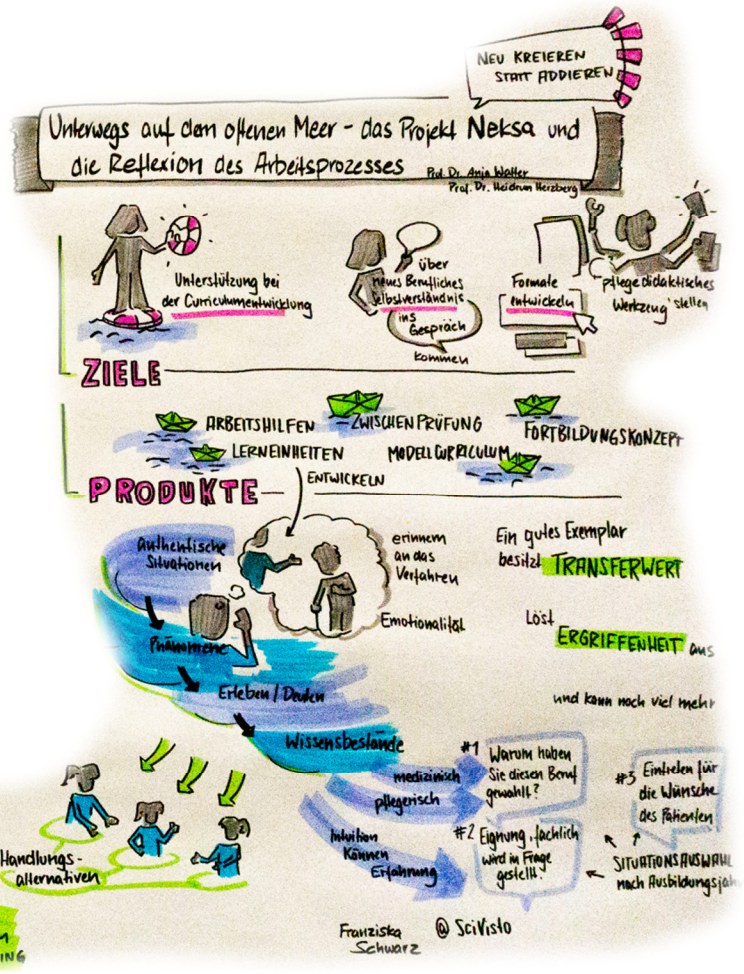 NEU KREIEREN
STATT ADDIEREN
Unterwegs auf dem offenen Meer – das Projekt Neksa und
die Reflexion des Arbeitsprozesses
Prof. Dr. Anja Walter
Prof. Dr. Heidrun Herzberg
Unterstützung bei
der Curriculumentwicklung
über
neues Berufliches
Selbstverständnis
ins
Gespräch
kommen
Formate
entwickeln
pflegedidaktisches
Werkzeug stellen
ZIELE
ARBEITSHILFEN
ZWISCHENPRÜFUNG
FORTBILDUNGSKONZEPT
LERNEINHEITEN
MODELLCURRICULUM
PRODUKTE
ENTWICKELN
authentische
Situationen
erinnern
an das
Verfahren
Emotionalität
Ein gutes Exemplar
besitzt TRANSFERWERT
Löst
ERGRIFFENHEIT aus
und kann noch viel mehr
Phänomene
Erleben / Deuten
Wissensbestände
medizinisch
pflegerisch
Intuition
Können
Erfahrung
#1 Warum haben
Sie diesen Beruf
gewählt?
#2 Eignung, fachlich
wird in Frage
gestellt.
#3 Eintreten für
die Wünsche
des Patienten
SITUATIONSAUSWAHL
nach Ausbildungsjahr
Handlungs-
alternativen
Franziska
Schwarz
@ SciVisto
ING